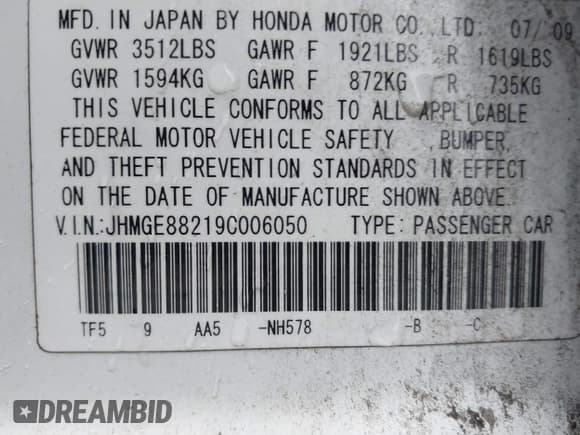 MFD. IN JAPAN BY HONDA MOTOR CO., LTD. 07/09
GVWR 3512LBS GAWR F 1921LBS R 1619LBS
GVWR 1594KG GAWR F 872KG R 735KG
THIS VEHICLE CONFORMS TO ALL APPLICABLE
FEDERAL MOTOR VEHICLE SAFETY , BUMPER,
AND THEFT PREVENTION STANDARDS IN EFFECT
ON THE DATE OF MANUFACTURE SHOWN ABOVE.
V.I.N.:JHMGE88219C006050 TYPE: PASSENGER CAR
TF5 9 AA5 -NH578 -B -C
DREAMBID